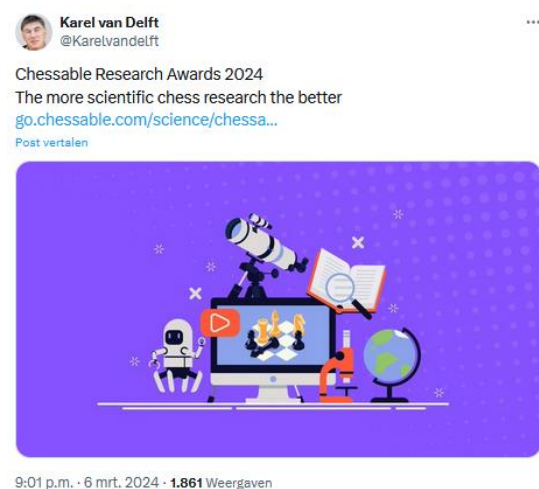 Karel van Delft
@Karelvandelft
Chessable Research Awards 2024
The more scientific chess research the better
go.chessable.com/science/chessa...
Post vertalen
9:01 p.m. · 6 mrt. 2024 · 1.861 Weergaven